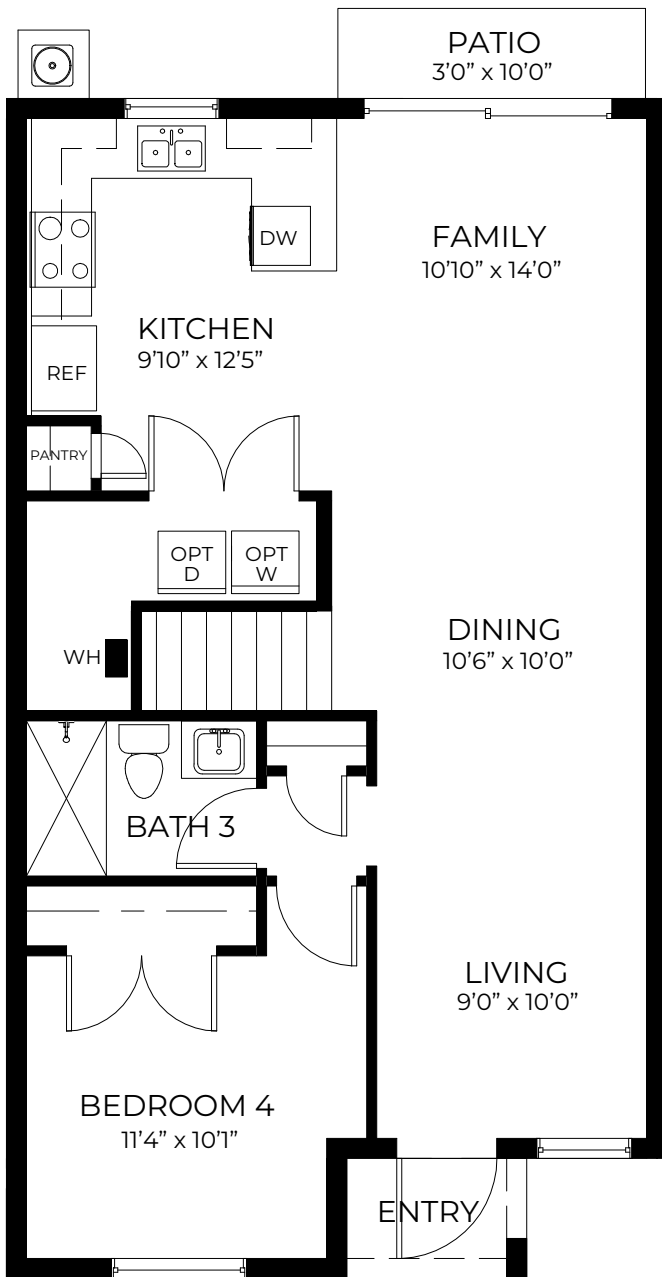 PATIO
3’0” x 10’0”
DW
FAMILY
10’10” x 14’0”
KITCHEN
9’10” x 12’5”
REF
PANTRY
OPT
D
OPT
W
DINING
10’6” x 10’0”
WH
BATH 3
LIVING
9’0” x 10’0”
BEDROOM 4
11’4” x 10’1”
ENTRY